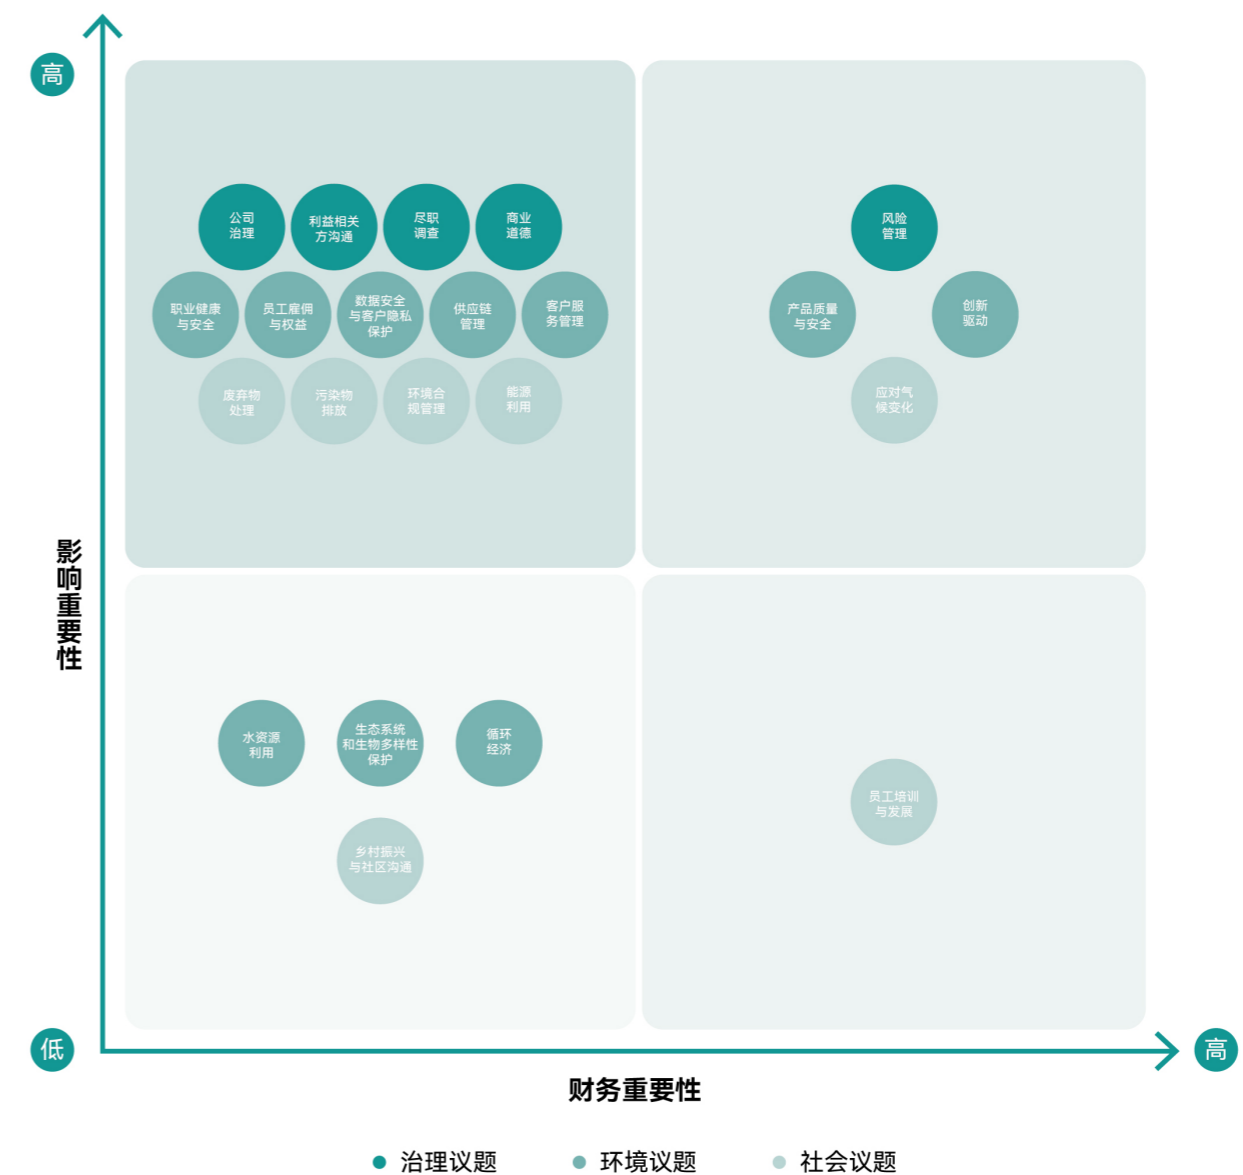 高
公司
治理
利益相关
方沟通
尽职
调查
商业
道德
职业健康
与安全
员工雇佣
与权益
数据安全
与客户隐私
保护
供应链
管理
客户服
务管理
废弃物
处理
污染物
排放
环境合
规管理
能源
利用
风险
管理
产品质量
与安全
创新
驱动
应对气
候变化
影响重要性
水资源
利用
生态系统
和生物多样性
保护
循环
经济
乡村振兴
与社区沟通
员工培训
与发展
低
高
财务重要性
治理议题
环境议题
社会议题